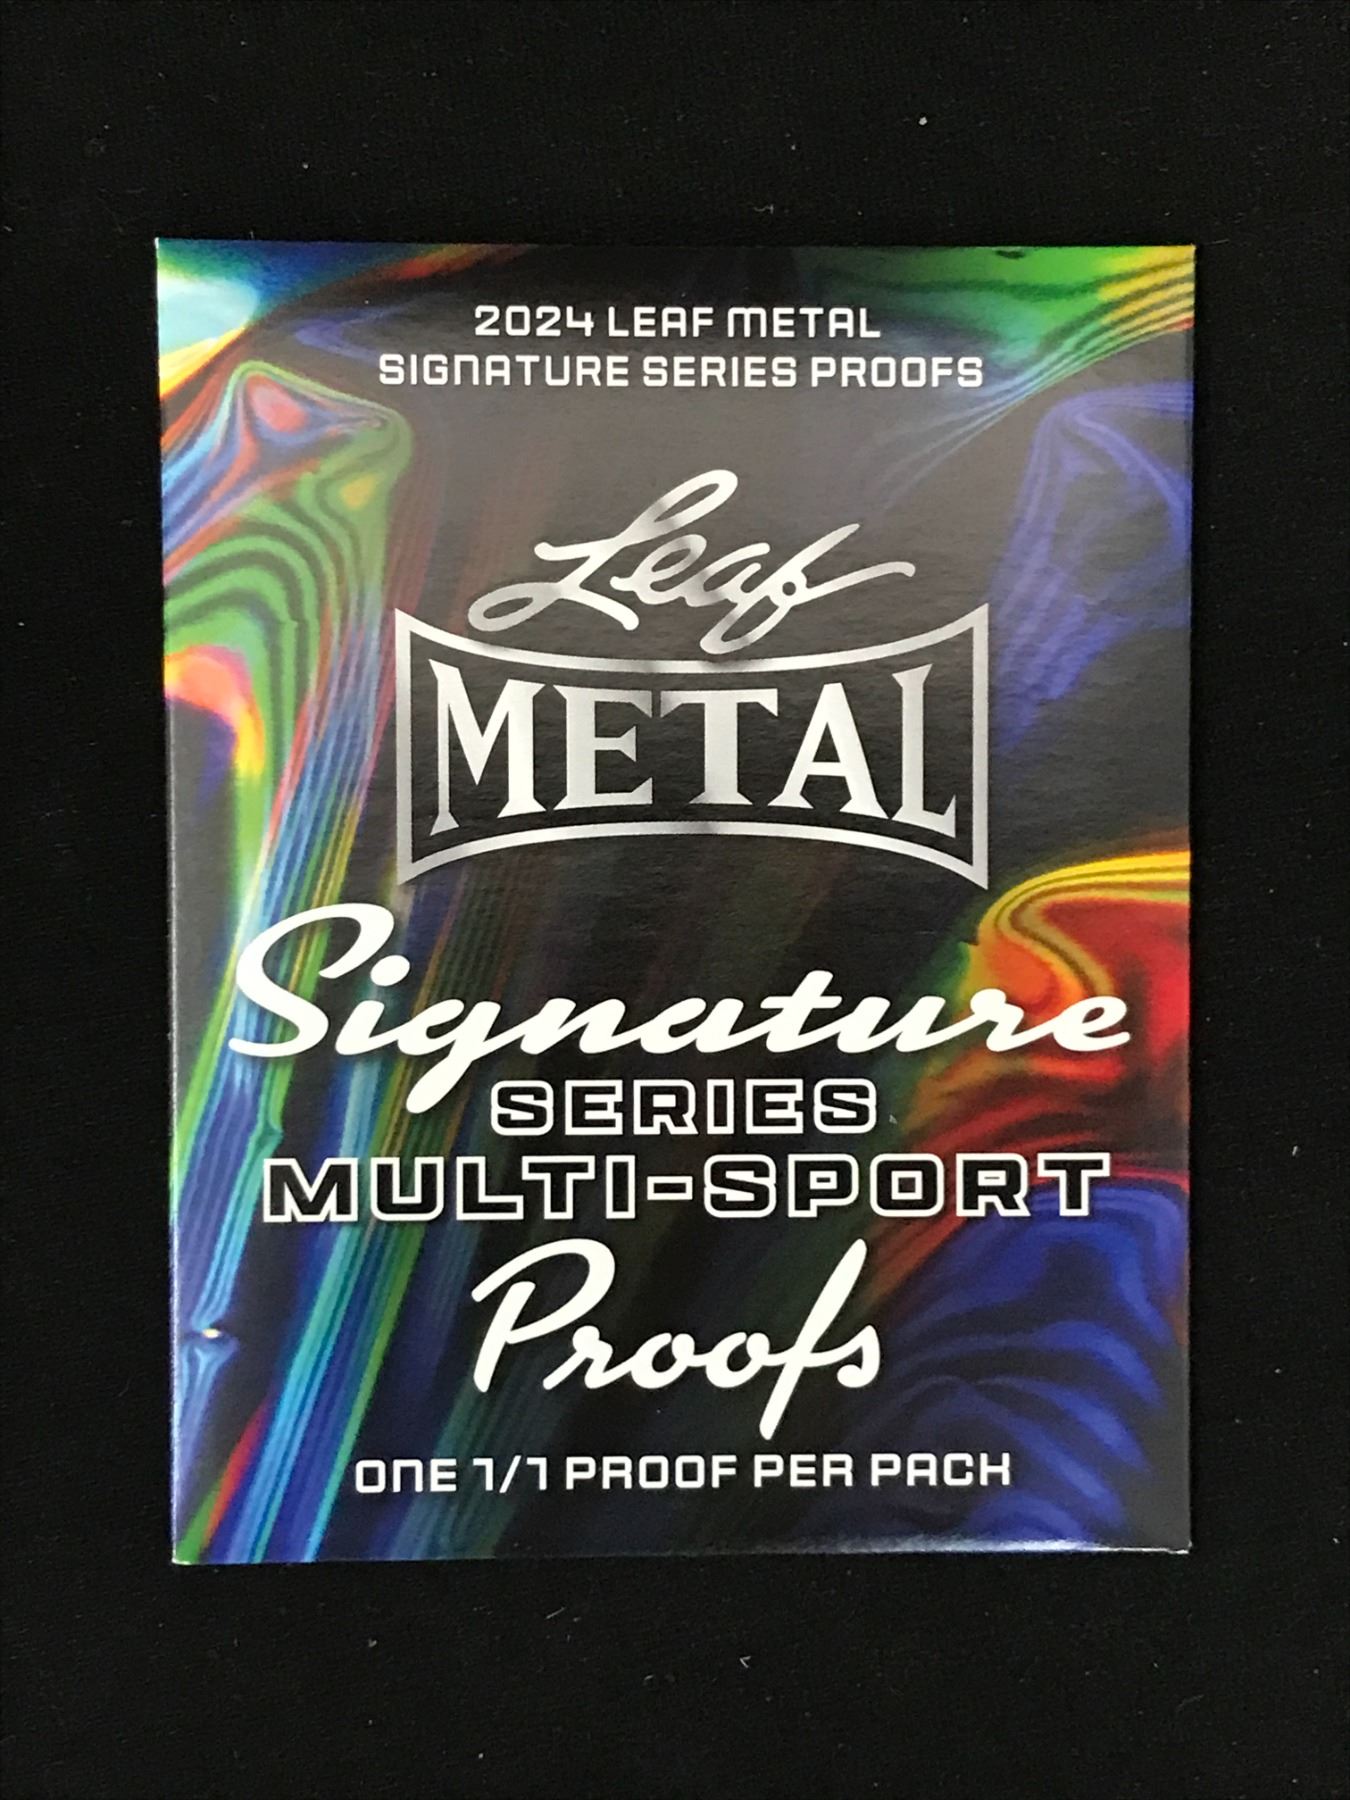 2024 LEAF METAL
SIGNATURE SERIES PROOFS
Leaf
METAL
Signature
SERIES
MULTI-SPORT
Proofs
ONE 1/1 PROOF PER PACK